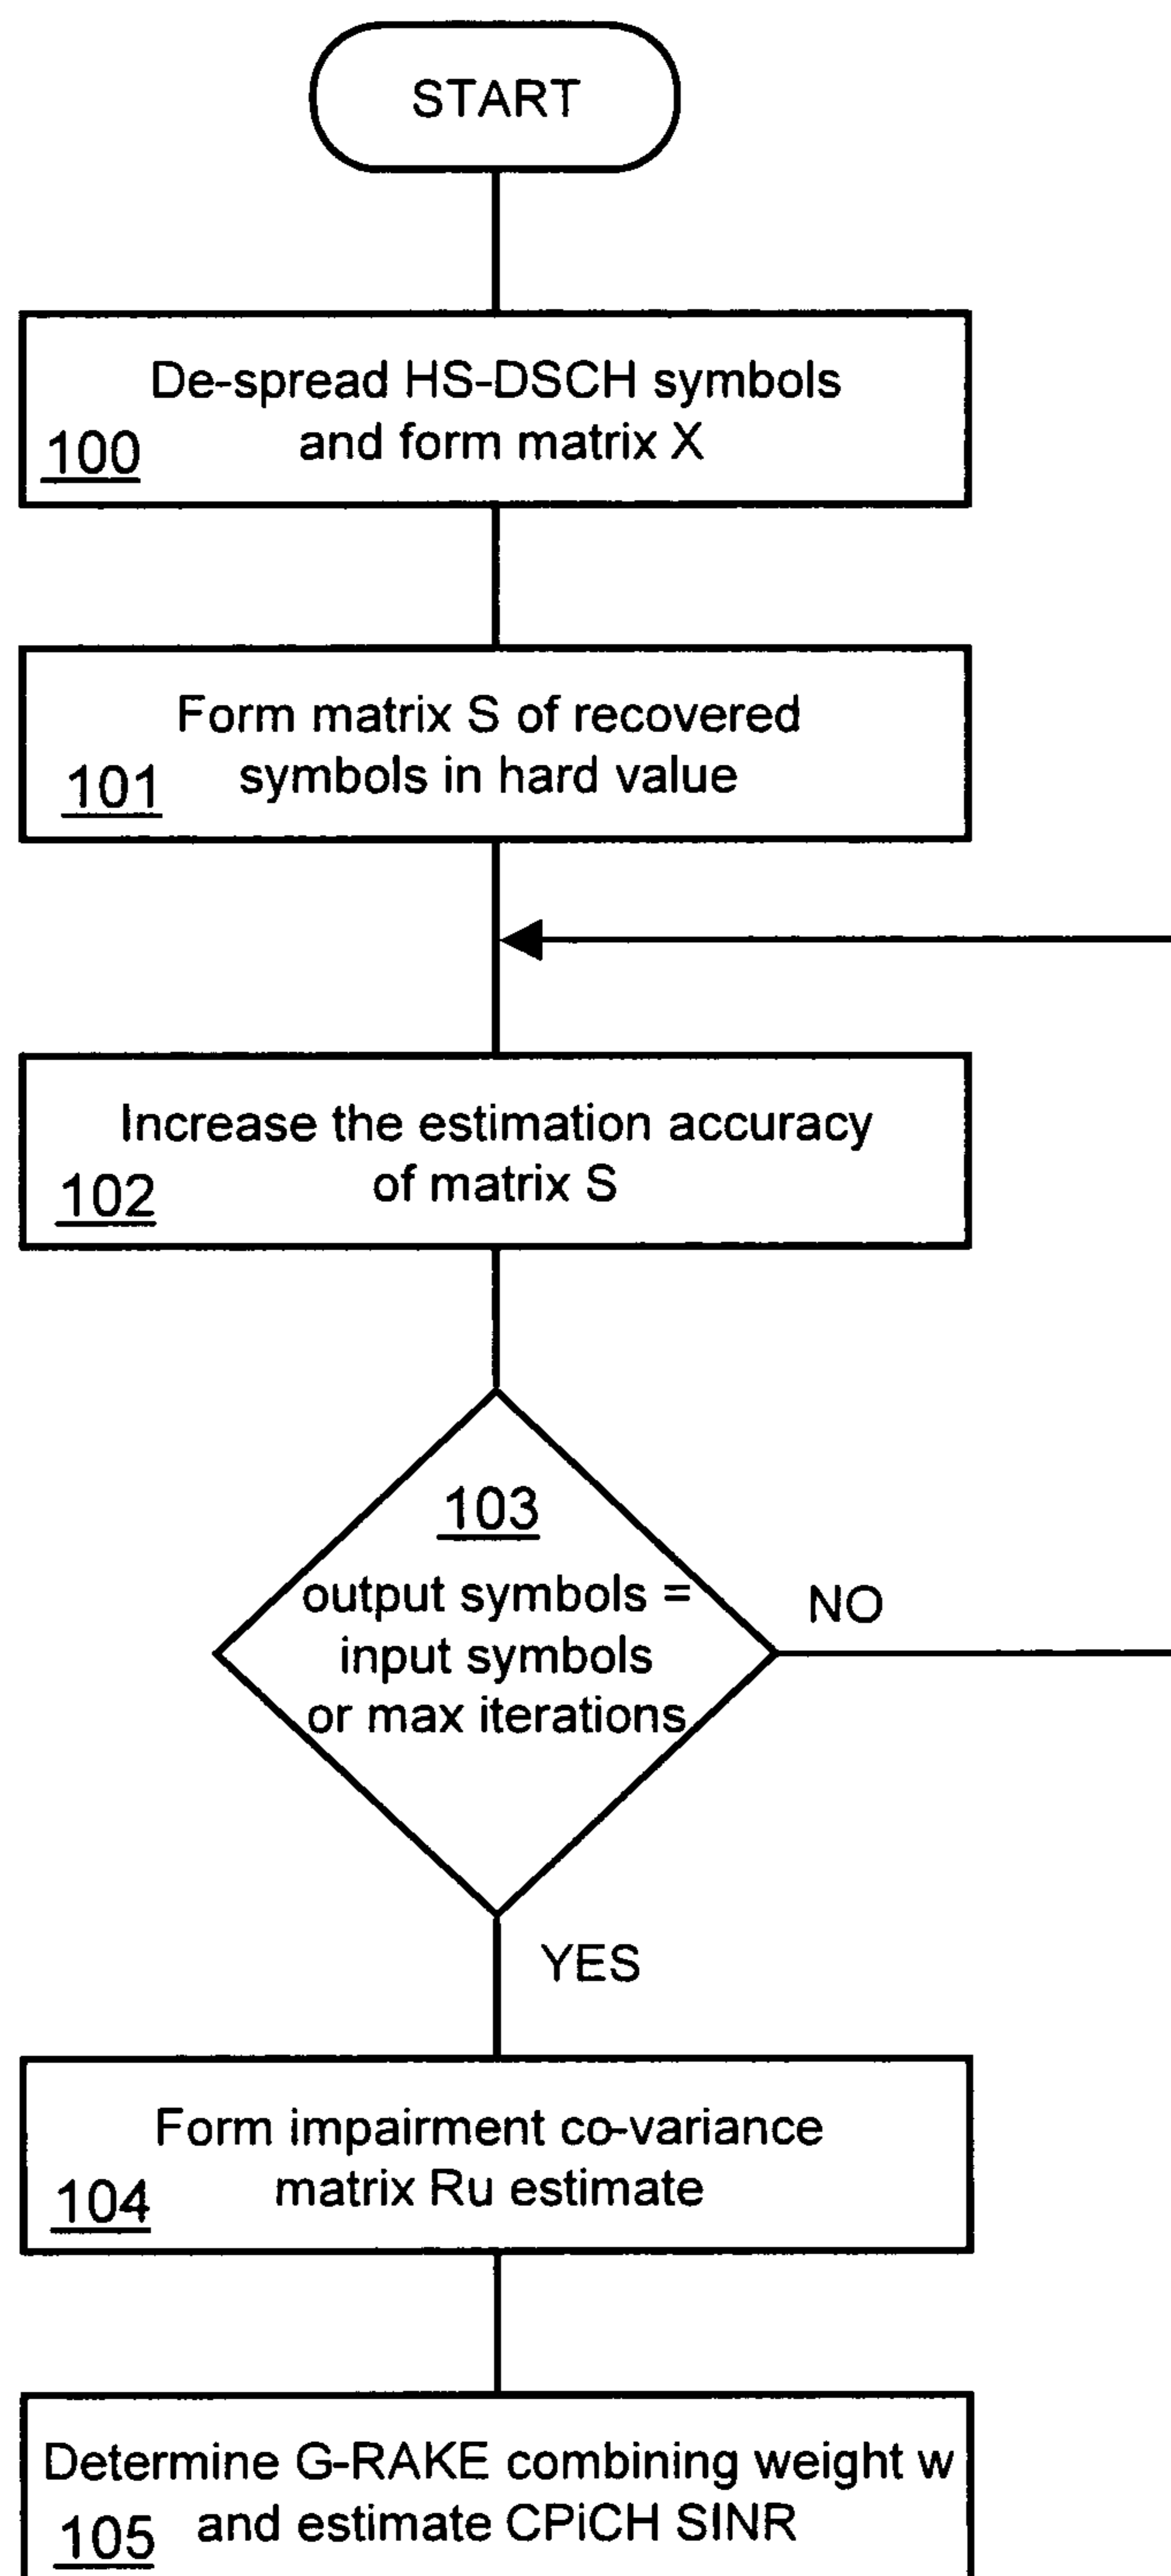 START
De-spread HS-DSCH symbols
and form matrix X
100
Form matrix S of recovered
symbols in hard value
101
Increase the estimation accuracy
of matrix S
102
103
output symbols =
input symbols
or max iterations
NO
YES
Form impairment co-variance
matrix Ru estimate
104
Determine G-RAKE combining weight w
and estimate CPiCH SINR
105